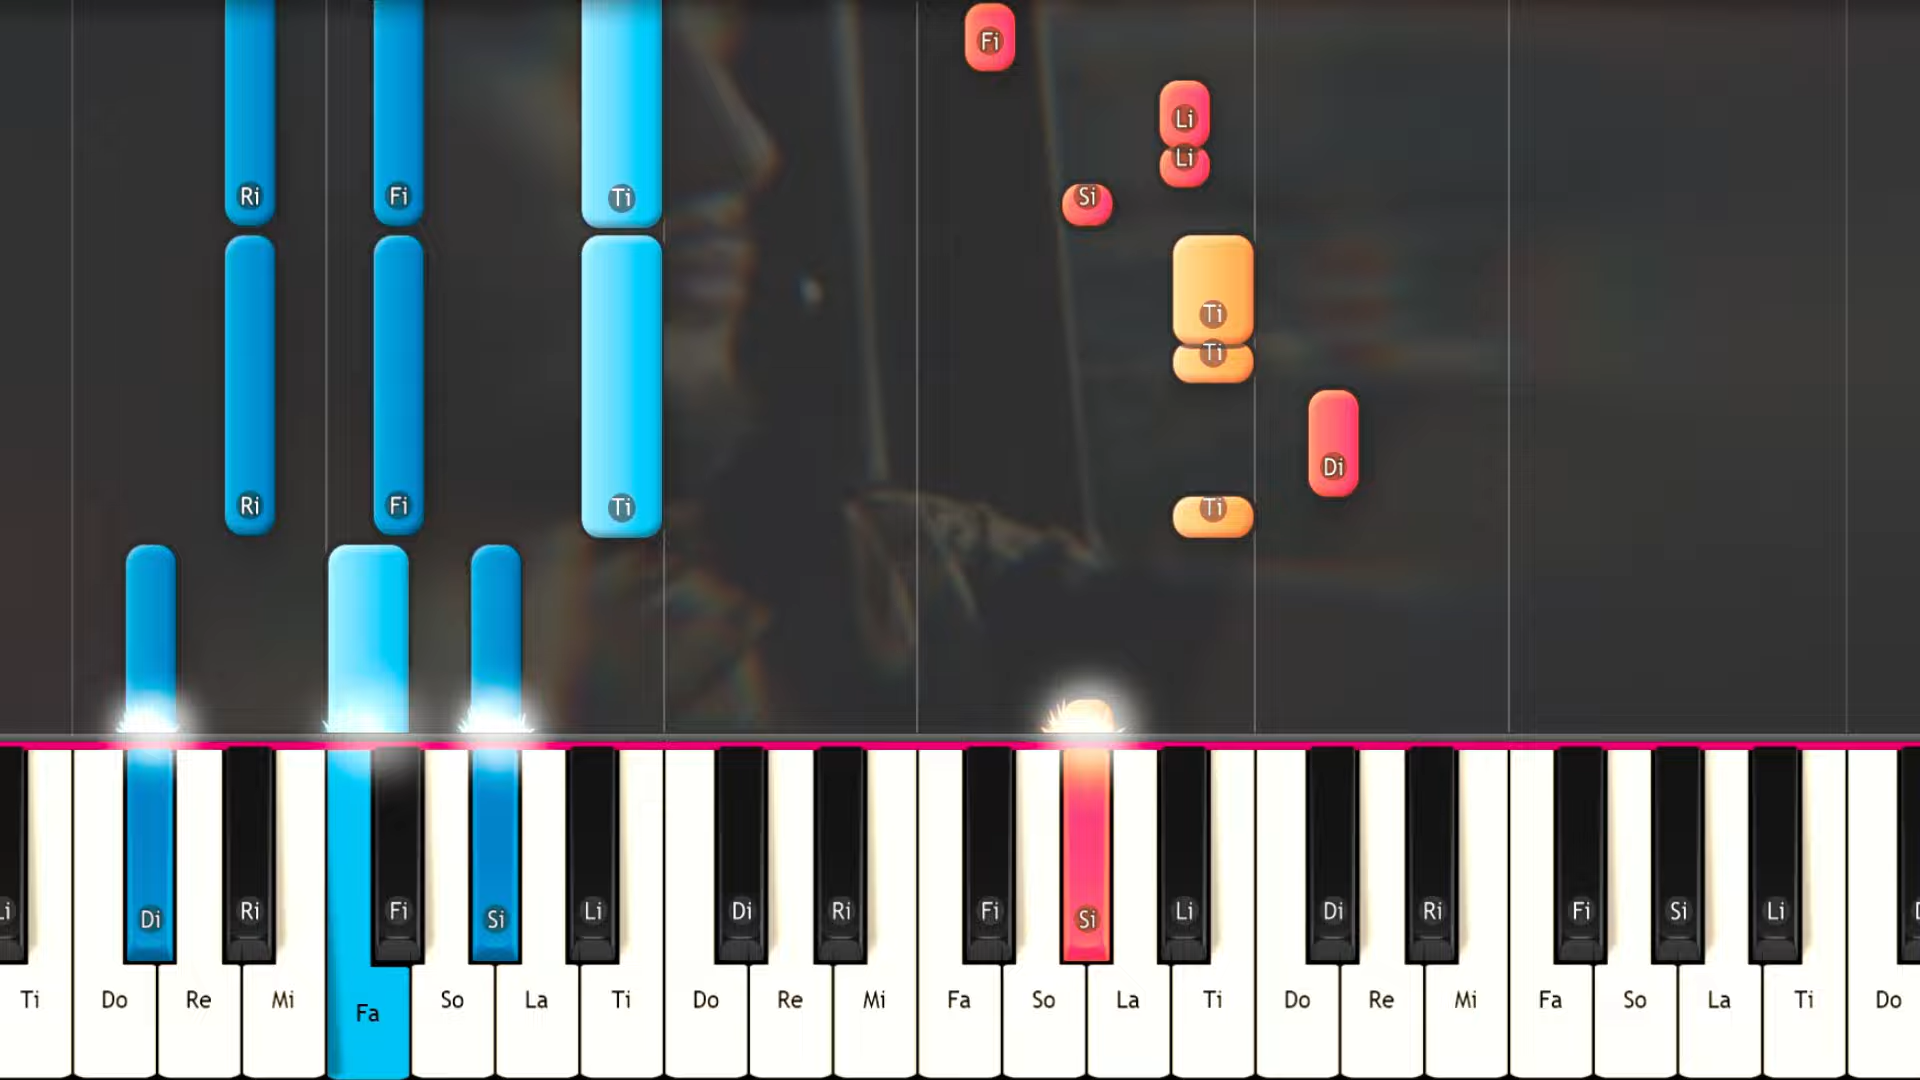 Fi
Li
Li
Ri Fi Ti Si
Ti
Ti
Di
Ri Fi Ti Ti
Li Di Ri Fi Si Li Di Ri Fi Si Li Di Ri Fi Si Li
Ti Do Re Mi Fa So La Ti Do Re Mi Fa So La Ti Do Re Mi Fa So La Ti Do